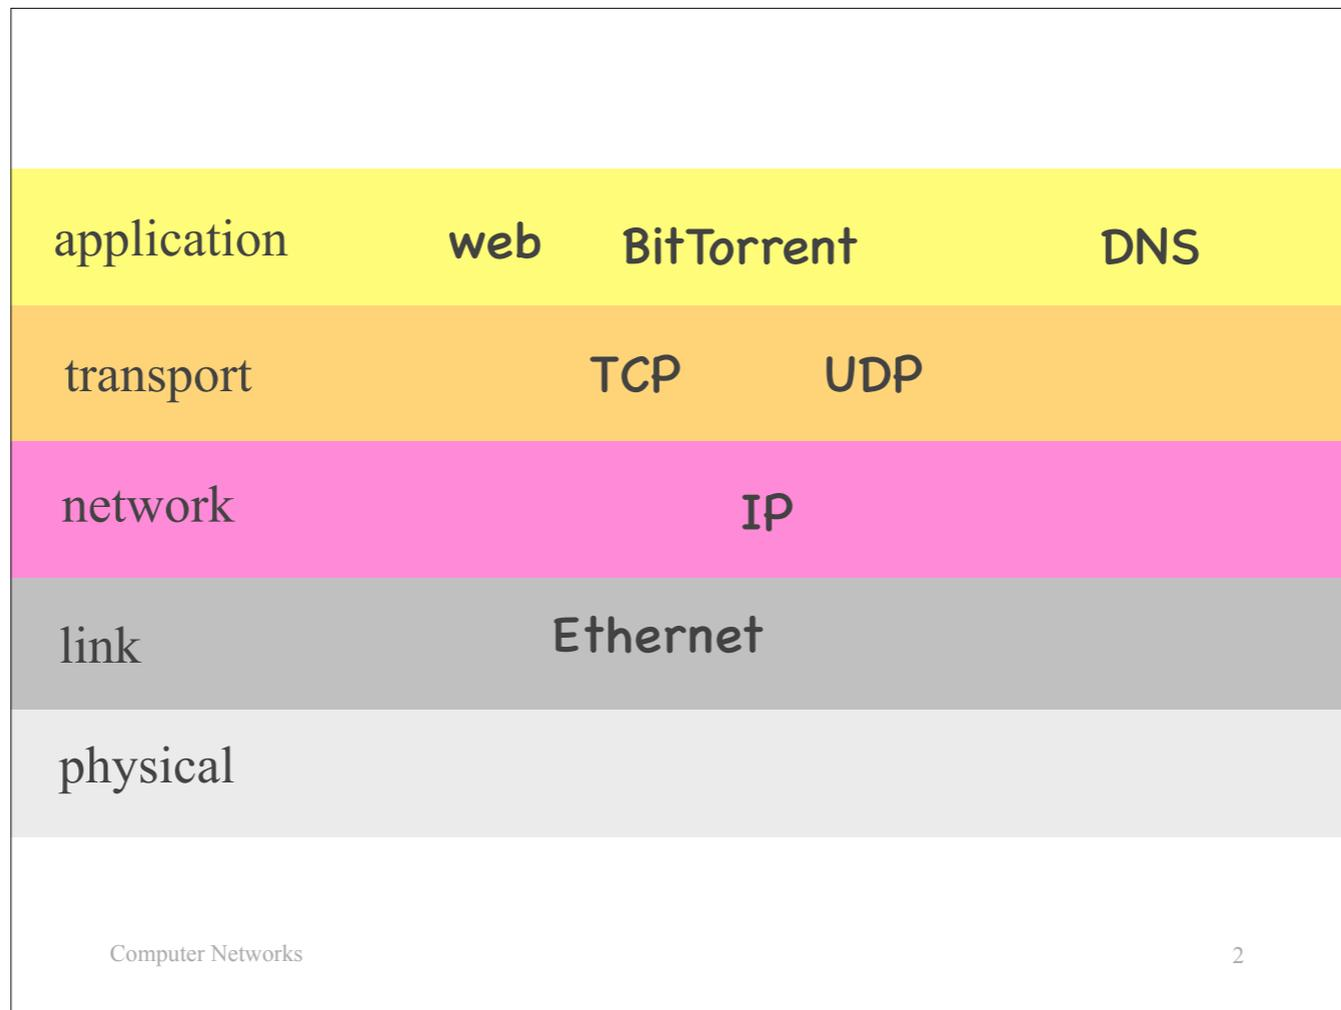 application web BitTorrent DNS
transport TCP UDP
network IP
link Ethernet
physical
Computer Networks 2